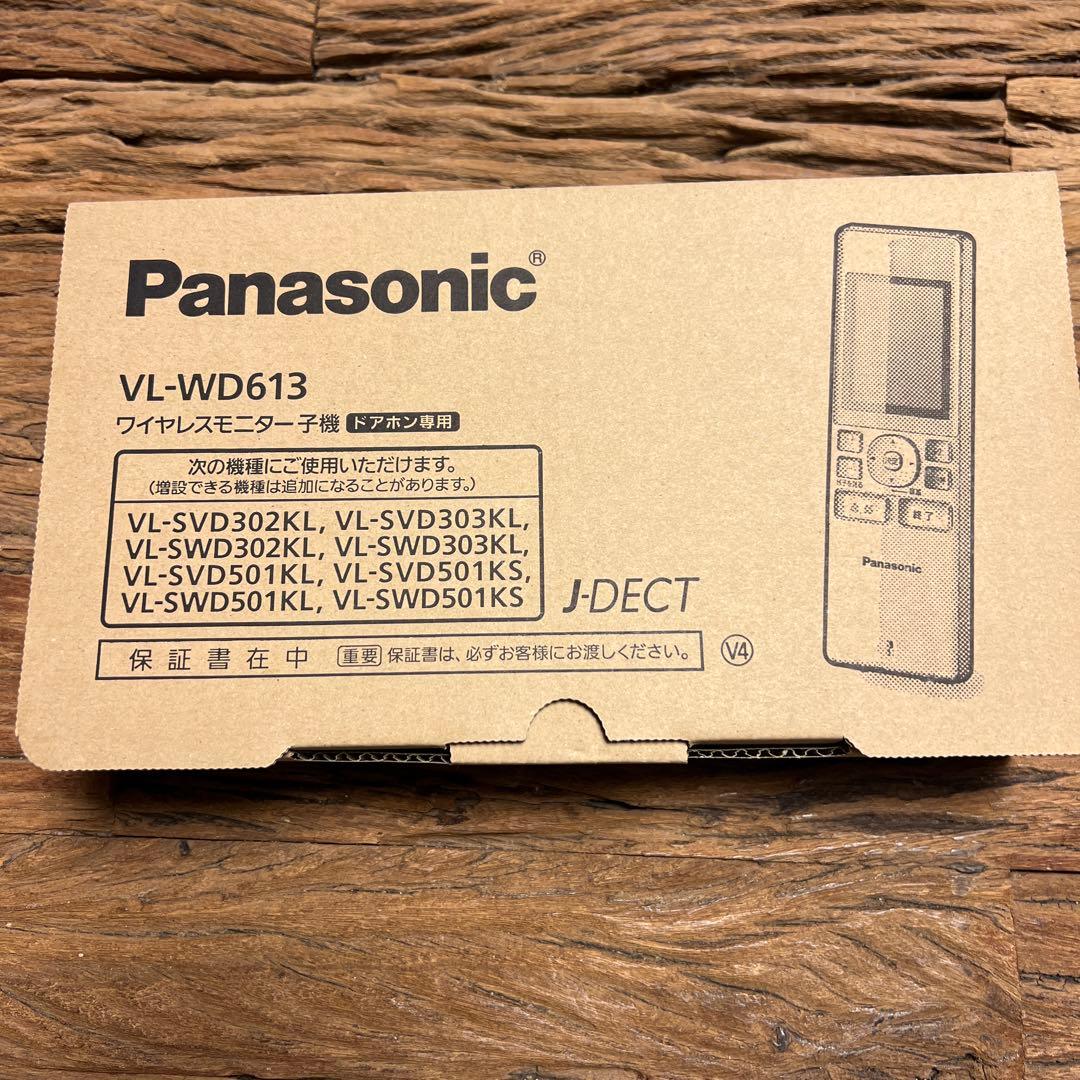 Panasonic®
VL-WD613
ワイヤレスモニター子機 ドアホン専用
次の機種にご使用いただけます。
(増設できる機種は追加になることがあります。)
VL-SVD302KL, VL-SVD303KL,
VL-SWD302KL, VL-SWD303KL,
VL-SVD501KL, VL-SVD501KS,
VL-SWD501KL, VL-SWD501KS
J-DECT
保証書在中 重要 保証書は、必ずお客様にお渡しください。
V4
終了
Panasonic